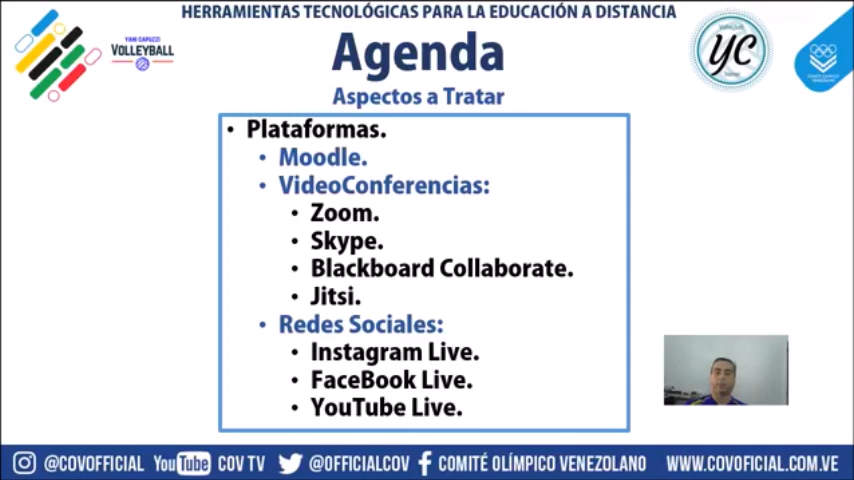 HERRAMIENTAS TECNOLÓGICAS PARA LA EDUCACIÓN A DISTANCIA
YANI CAPUZZI
VOLLEYBALL
Agenda
YC
Aspectos a Tratar
• Plataformas.
• Moodle.
• VideoConferencias:
• Zoom.
• Skype.
• Blackboard Collaborate.
• Jitsi.
• Redes Sociales:
• Instagram Live.
• FaceBook Live.
• YouTube Live.
@COVOFFICIAL YouTube COV TV @OFFICIALCOV f COMITÉ OLÍMPICO VENEZOLANO WWW.COVOFICIAL.COM.VE